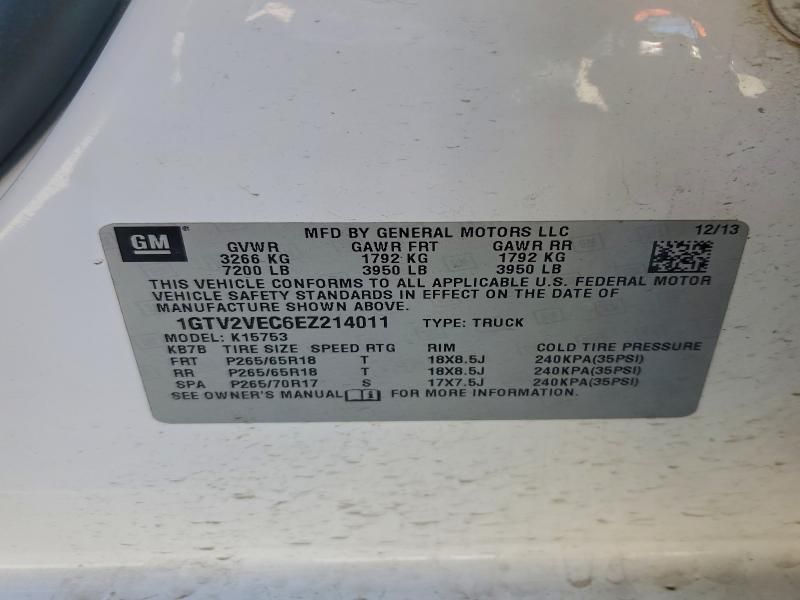 GM MFD BY GENERAL MOTORS LLC 12/13
GVWR GAWR FRT GAWR RR
3266 KG 1792 KG 1792 KG
7200 LB 3950 LB 3950 LB
THIS VEHICLE CONFORMS TO ALL APPLICABLE U.S. FEDERAL MOTOR
VEHICLE SAFETY STANDARDS IN EFFECT ON THE DATE OF
MANUFACTURE SHOWN ABOVE.
1GTV2VEC6EZ214011 TYPE: TRUCK
MODEL: K15753
KB7B TIRE SIZE SPEED RTG RIM COLD TIRE PRESSURE
FRT P265/65R18 T 18X8.5J 240KPA(35PSI)
RR P265/65R18 T 18X8.5J 240KPA(35PSI)
SPA P265/70R17 S 17X7.5J 240KPA(35PSI)
SEE OWNER'S MANUAL FOR MORE INFORMATION.